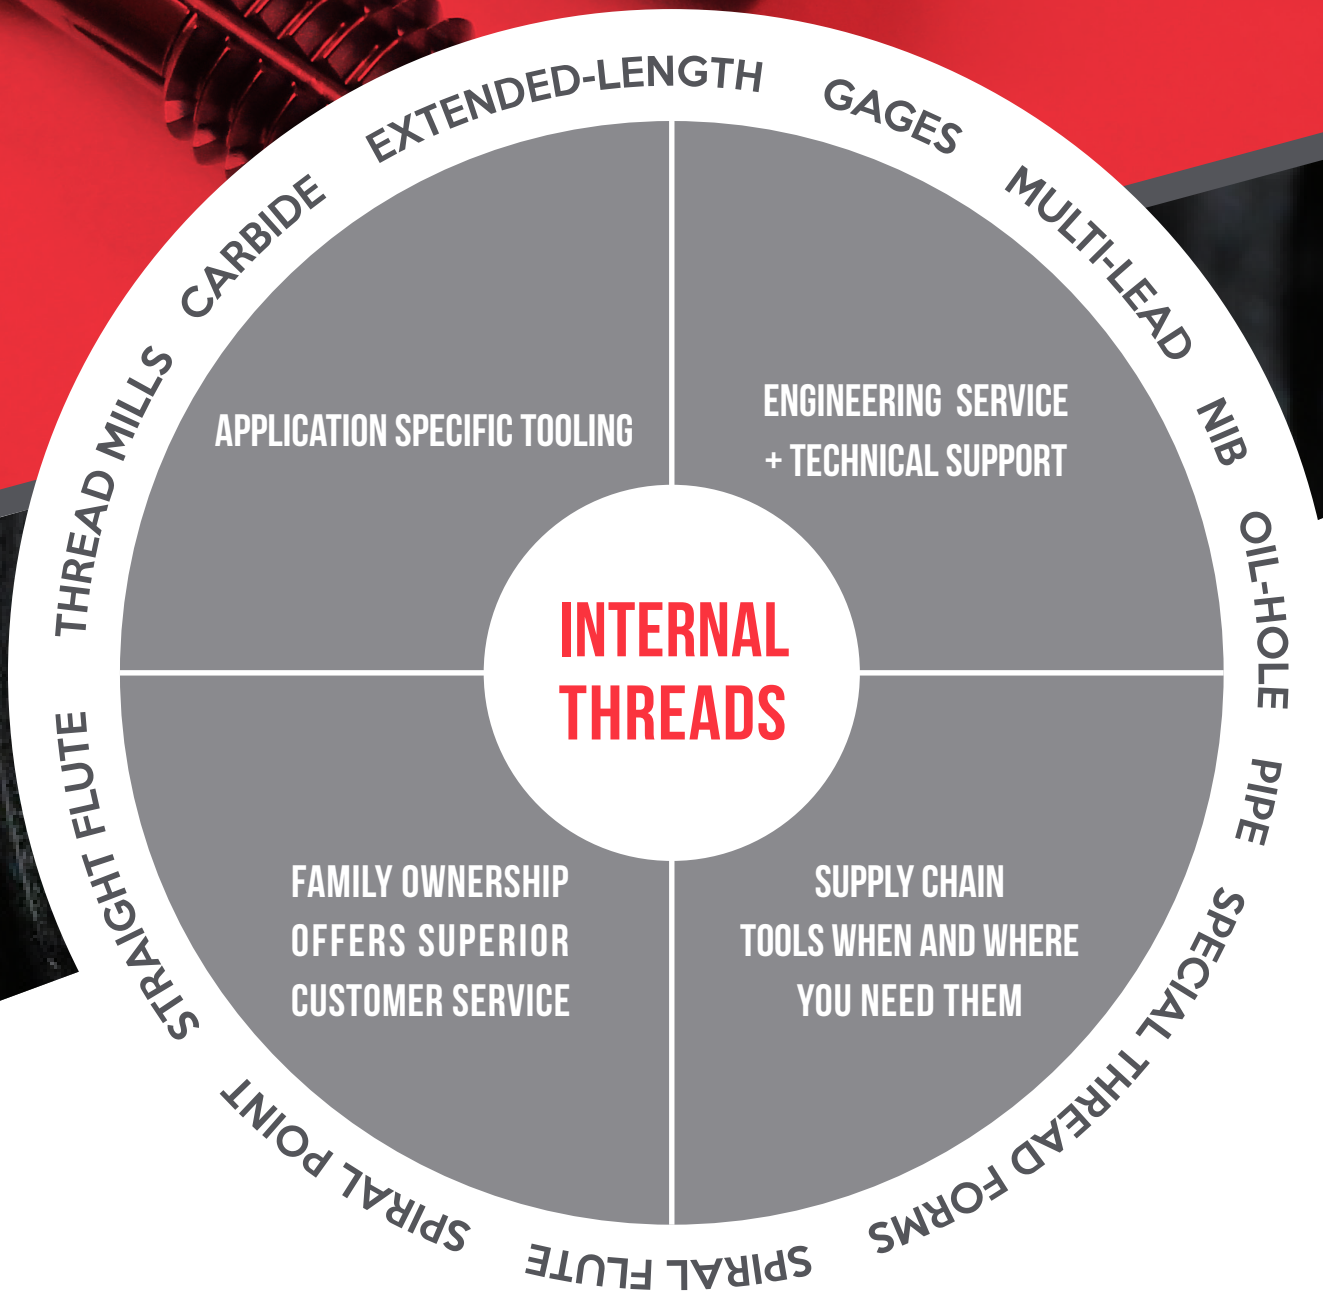 EXTENDED-LENGTH
GAGES
MULTI-LEAD
NIB
OIL-HOLE
PIPE
SPECIAL THREAD FORMS
SPIRAL FLUTE
SPIRAL POINT
STRAIGHT FLUTE
THREAD MILLS
CARBIDE
APPLICATION SPECIFIC TOOLING
ENGINEERING SERVICE
+ TECHNICAL SUPPORT
INTERNAL
THREADS
FAMILY OWNERSHIP
OFFERS SUPERIOR
CUSTOMER SERVICE
SUPPLY CHAIN
TOOLS WHEN AND WHERE
YOU NEED THEM